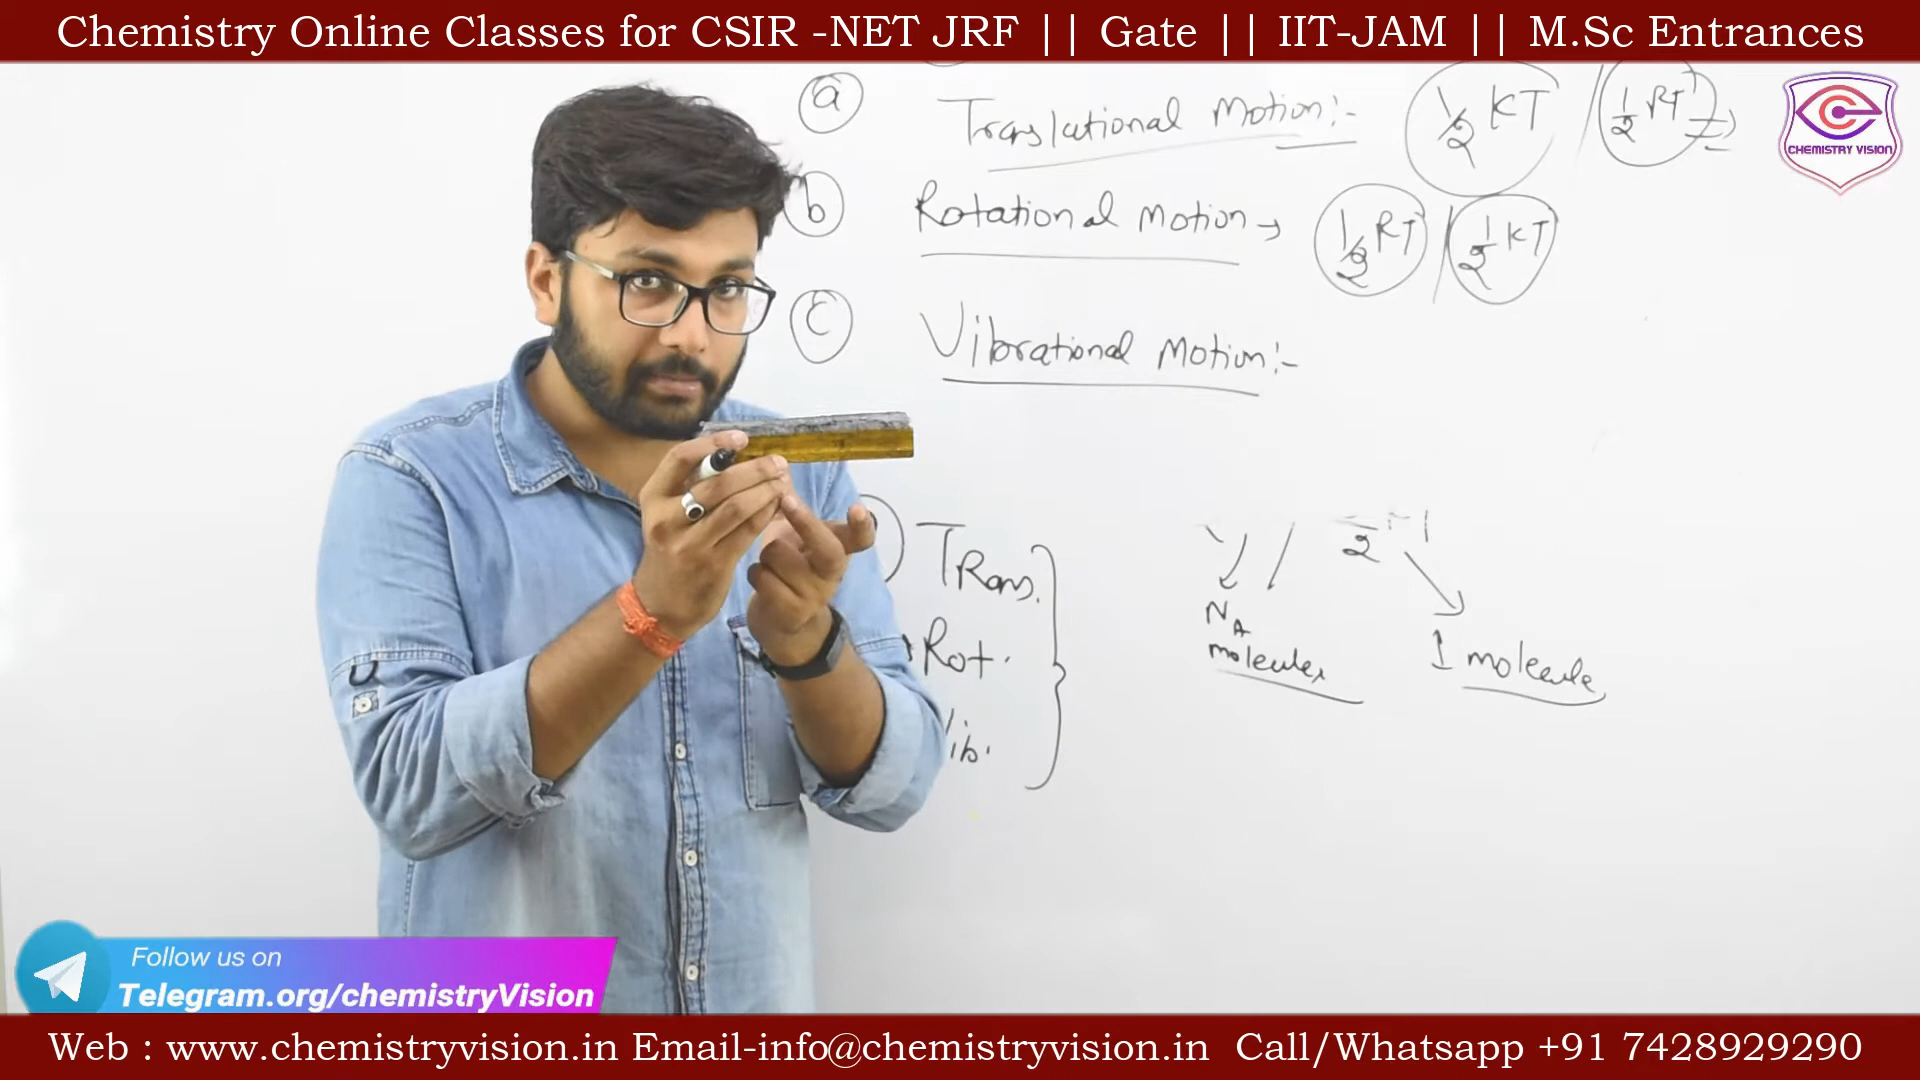 Chemistry Online Classes for CSIR -NET JRF || Gate || IIT-JAM || M.Sc Entrances
CHEMISTRY VISION
a Translational Motion:- 1/2 KT / 1/2 RT
b Rotational Motion → 1/2 RT / 1/2 KT
c Vibrational Motion:-
Trans.
Rot.
Vib.
2
NA
molecules
1 molecule
Follow us on
Telegram.org/chemistryVision
Web : www.chemistryvision.in Email-info@chemistryvision.in Call/Whatsapp +91 7428929290